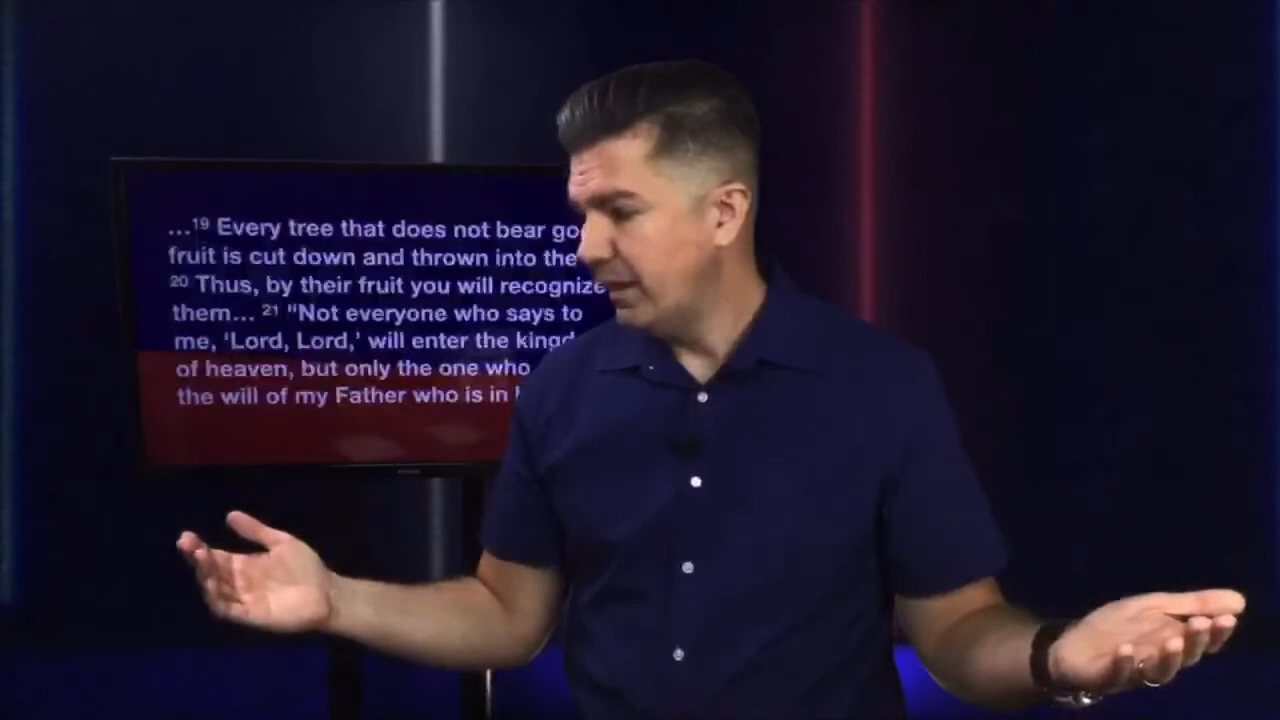 ...¹⁹ Every tree that does not bear
fruit is cut down and thrown into the
²⁰ Thus, by their fruit you will recognize
them... ²¹ "Not everyone who says to
me, 'Lord, Lord,' will enter the
of heaven, but only the one who
the will of my Father who is in